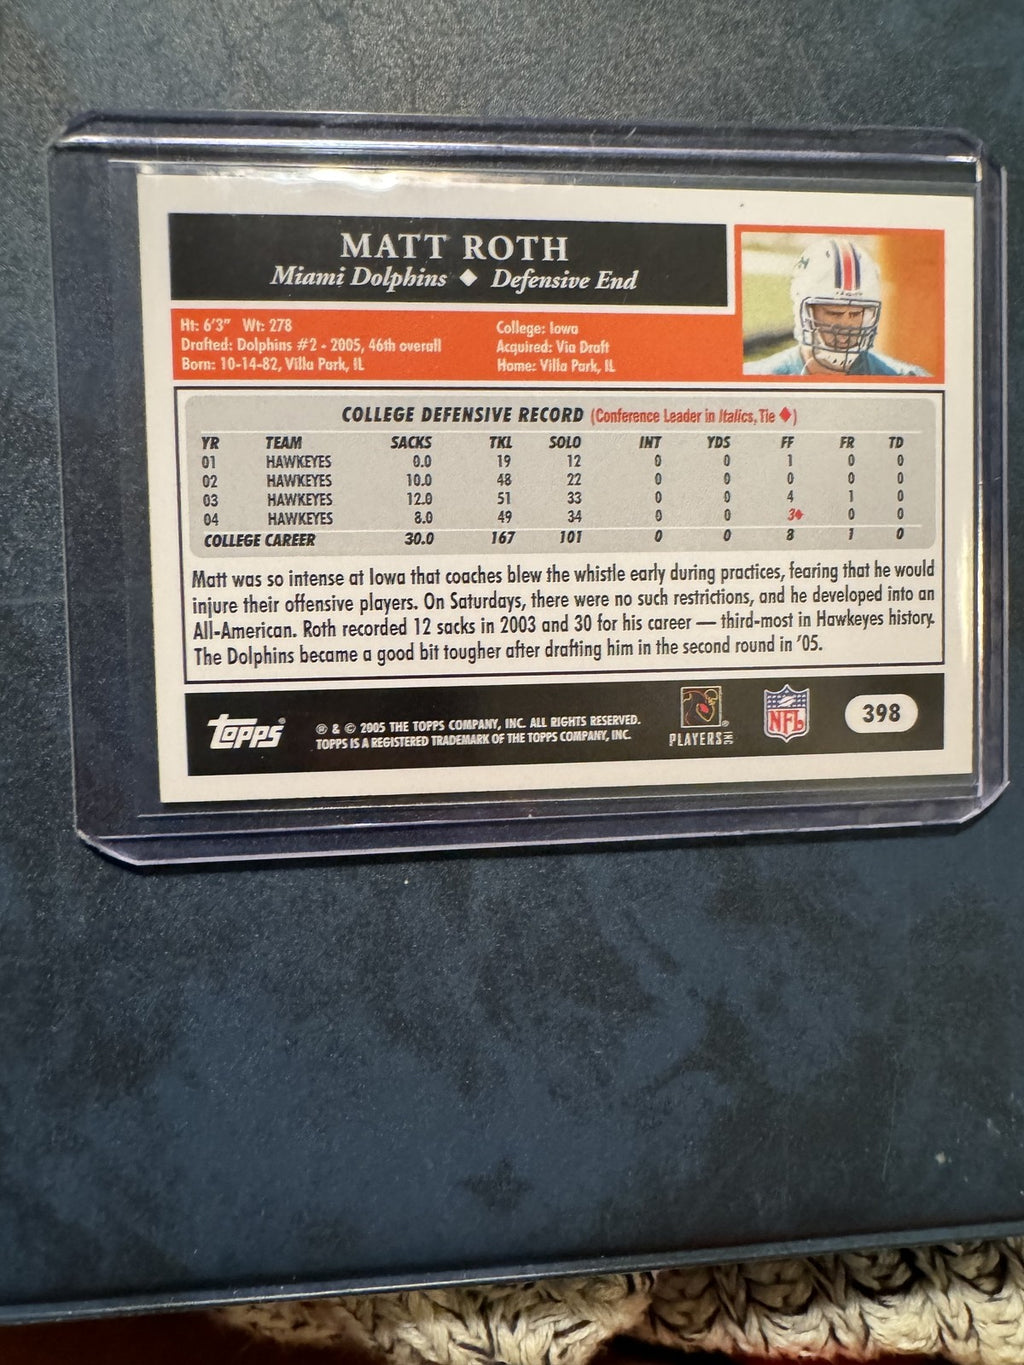 MATT ROTH
Miami Dolphins ◆ Defensive End
Ht: 6'3" Wt: 278
Drafted: Dolphins #2 - 2005, 46th overall
Born: 10-14-82, Villa Park, IL
College: Iowa
Acquired: Via Draft
Home: Villa Park, IL
COLLEGE DEFENSIVE RECORD (Conference Leader in Italics, Tie ◆)
YR TEAM SACKS TKL SOLO INT YDS FF FR TD
01 HAWKEYES 0.0 19 12 0 0 1 0 0
02 HAWKEYES 10.0 48 22 0 0 0 0 0
03 HAWKEYES 12.0 51 33 0 0 4 1 0
04 HAWKEYES 8.0 49 34 0 0 3◆ 0 0
COLLEGE CAREER 30.0 167 101 0 0 8 1 0
Matt was so intense at Iowa that coaches blew the whistle early during practices, fearing that he would
injure their offensive players. On Saturdays, there were no such restrictions, and he developed into an
All-American. Roth recorded 12 sacks in 2003 and 30 for his career — third-most in Hawkeyes history.
The Dolphins became a good bit tougher after drafting him in the second round in '05.
Topps®
® & © 2005 THE TOPPS COMPANY, INC. ALL RIGHTS RESERVED.
TOPPS IS A REGISTERED TRADEMARK OF THE TOPPS COMPANY, INC.
PLAYERS INC ®
NFL
398